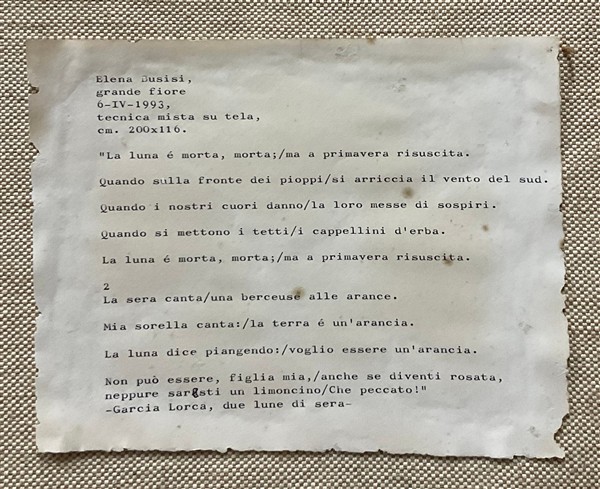 Elena Busisi,
grande fiore
6-IV-1993,
tecnica mista su tela,
cm. 200x116.
"La luna é morta, morta;/ma a primavera risuscita.
Quando sulla fronte dei pioppi/si arriccia il vento del sud.
Quando i nostri cuori danno/la loro messe di sospiri.
Quando si mettono i tetti/i cappellini d'erba.
La luna é morta, morta;/ma a primavera risuscita.
2
La sera canta/una berceuse alle arance.
Mia sorella canta:/la terra é un'arancia.
La luna dice piangendo:/voglio essere un'arancia.
Non può essere, figlia mia,/anche se diventi rosata,
neppure saresti un limoncino/Che peccato!"
-Garcia Lorca, due lune di sera-